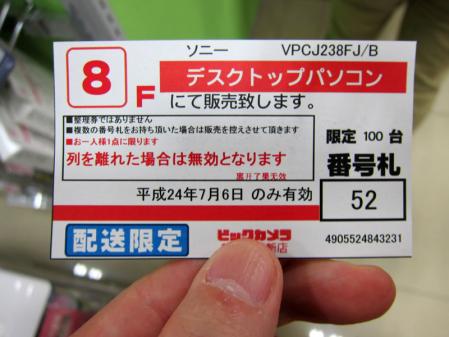 ソニー VPCJ238FJ/B
8F
デスクトップパソコン
にて販売致します。
■整理券ではありません
■複数の番号札をお持ち頂いた場合は販売を控えさせて頂きます
■お一人様1点に限ります
列を離れた場合は無効となります
限定 100 台
番号札
52
平成24年7月6日 のみ有効
配送限定
ビックカメラ
店
4905524843231